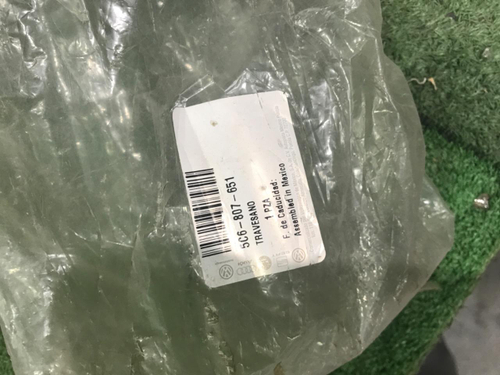 5C6-807-651
TRAVESANO
1 PZA
F. de Caducidad:
Assembled in Mexico